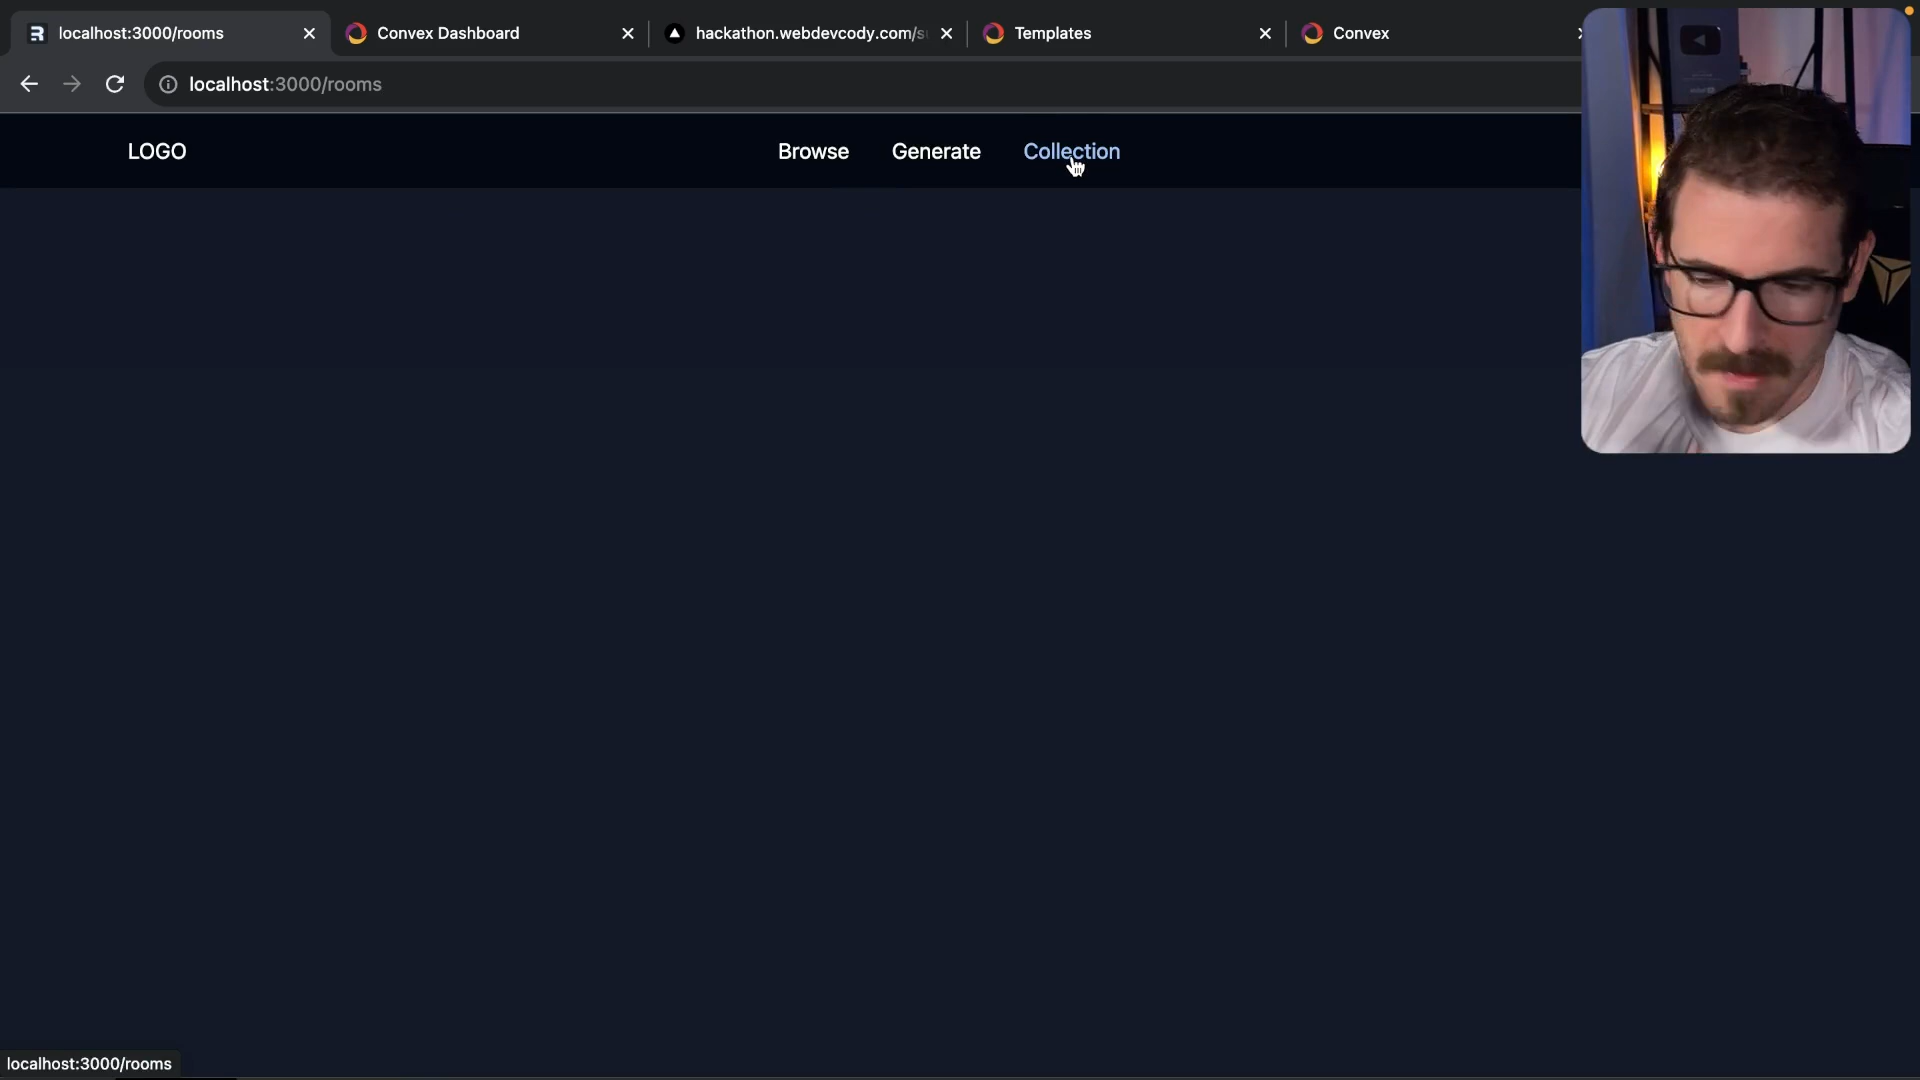 localhost:3000/rooms
Convex Dashboard
hackathon.webdevcody.com/s
Templates
Convex
localhost:3000/rooms
LOGO
Browse
Generate
Collection
localhost:3000/rooms